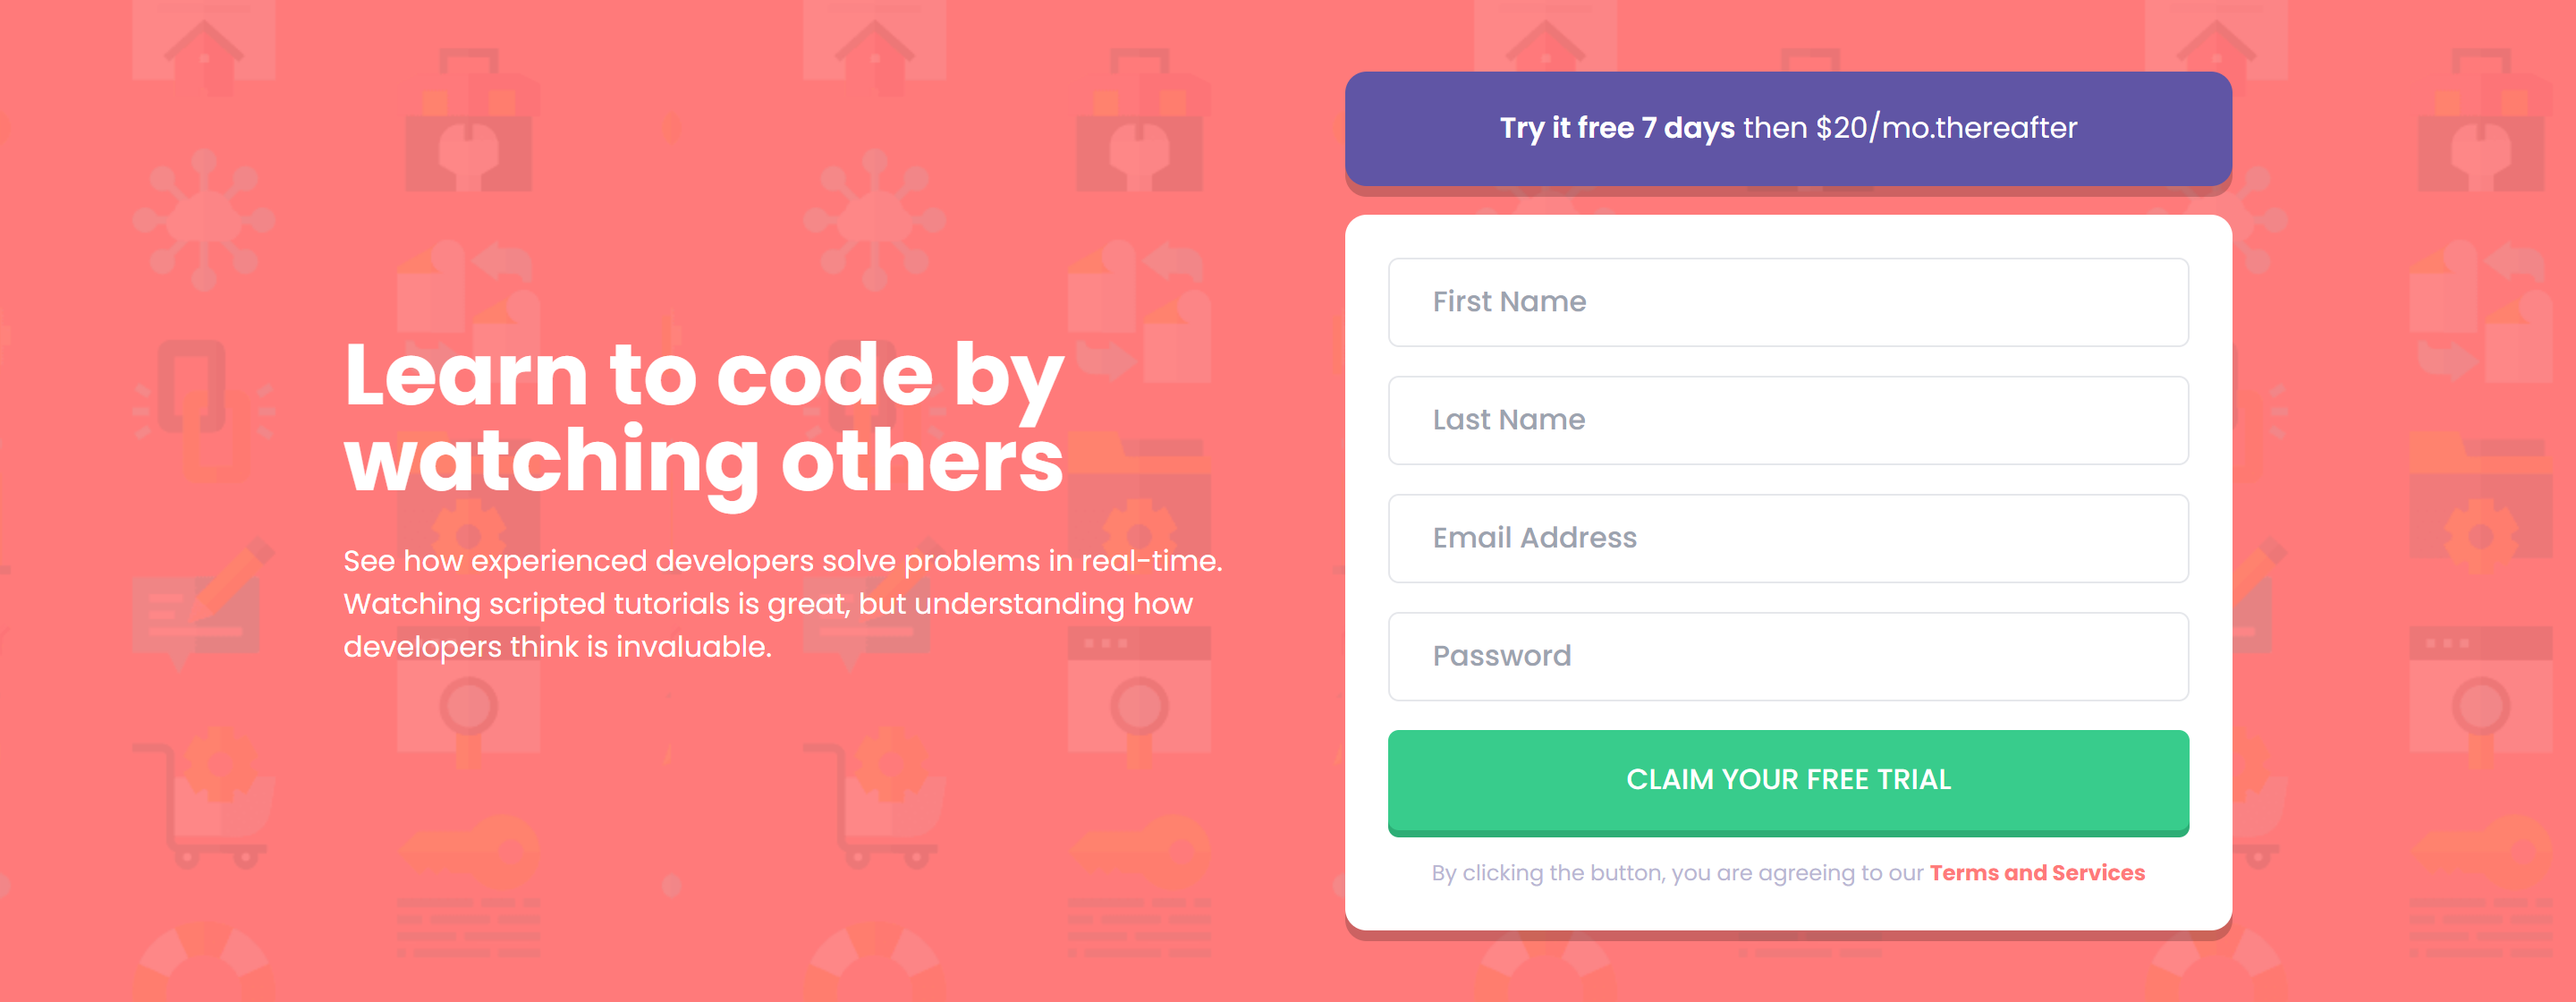 Learn to code by
watching others
See how experienced developers solve problems in real-time.
Watching scripted tutorials is great, but understanding how
developers think is invaluable.
Try it free 7 days then $20/mo.thereafter
First Name
Last Name
Email Address
Password
CLAIM YOUR FREE TRIAL
By clicking the button, you are agreeing to our Terms and Services